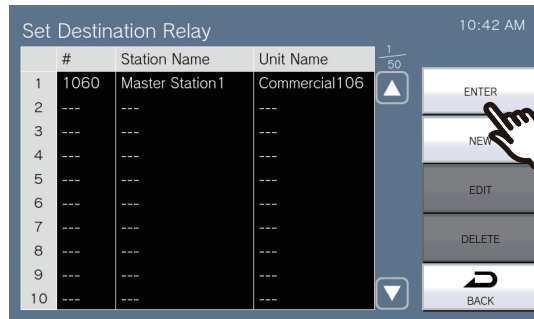 Set Destination Relay 10:42 AM
# Station Name Unit Name 1/50
1 1060 Master Station1 Commercial106
2 --- --- ---
3 --- --- ---
4 --- --- ---
5 --- --- ---
6 --- --- ---
7 --- --- ---
8 --- --- ---
9 --- --- ---
10 --- --- ---
ENTER
NEW
EDIT
DELETE
BACK